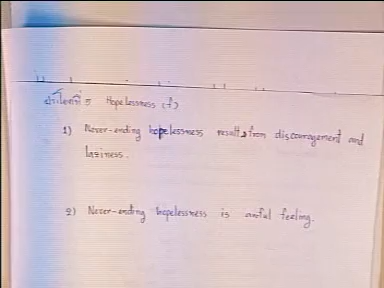 Hopelessness (f)
1) Never-ending hopelessness results from discouragement and
laziness.
2) Never-ending hopelessness is awful feeling.